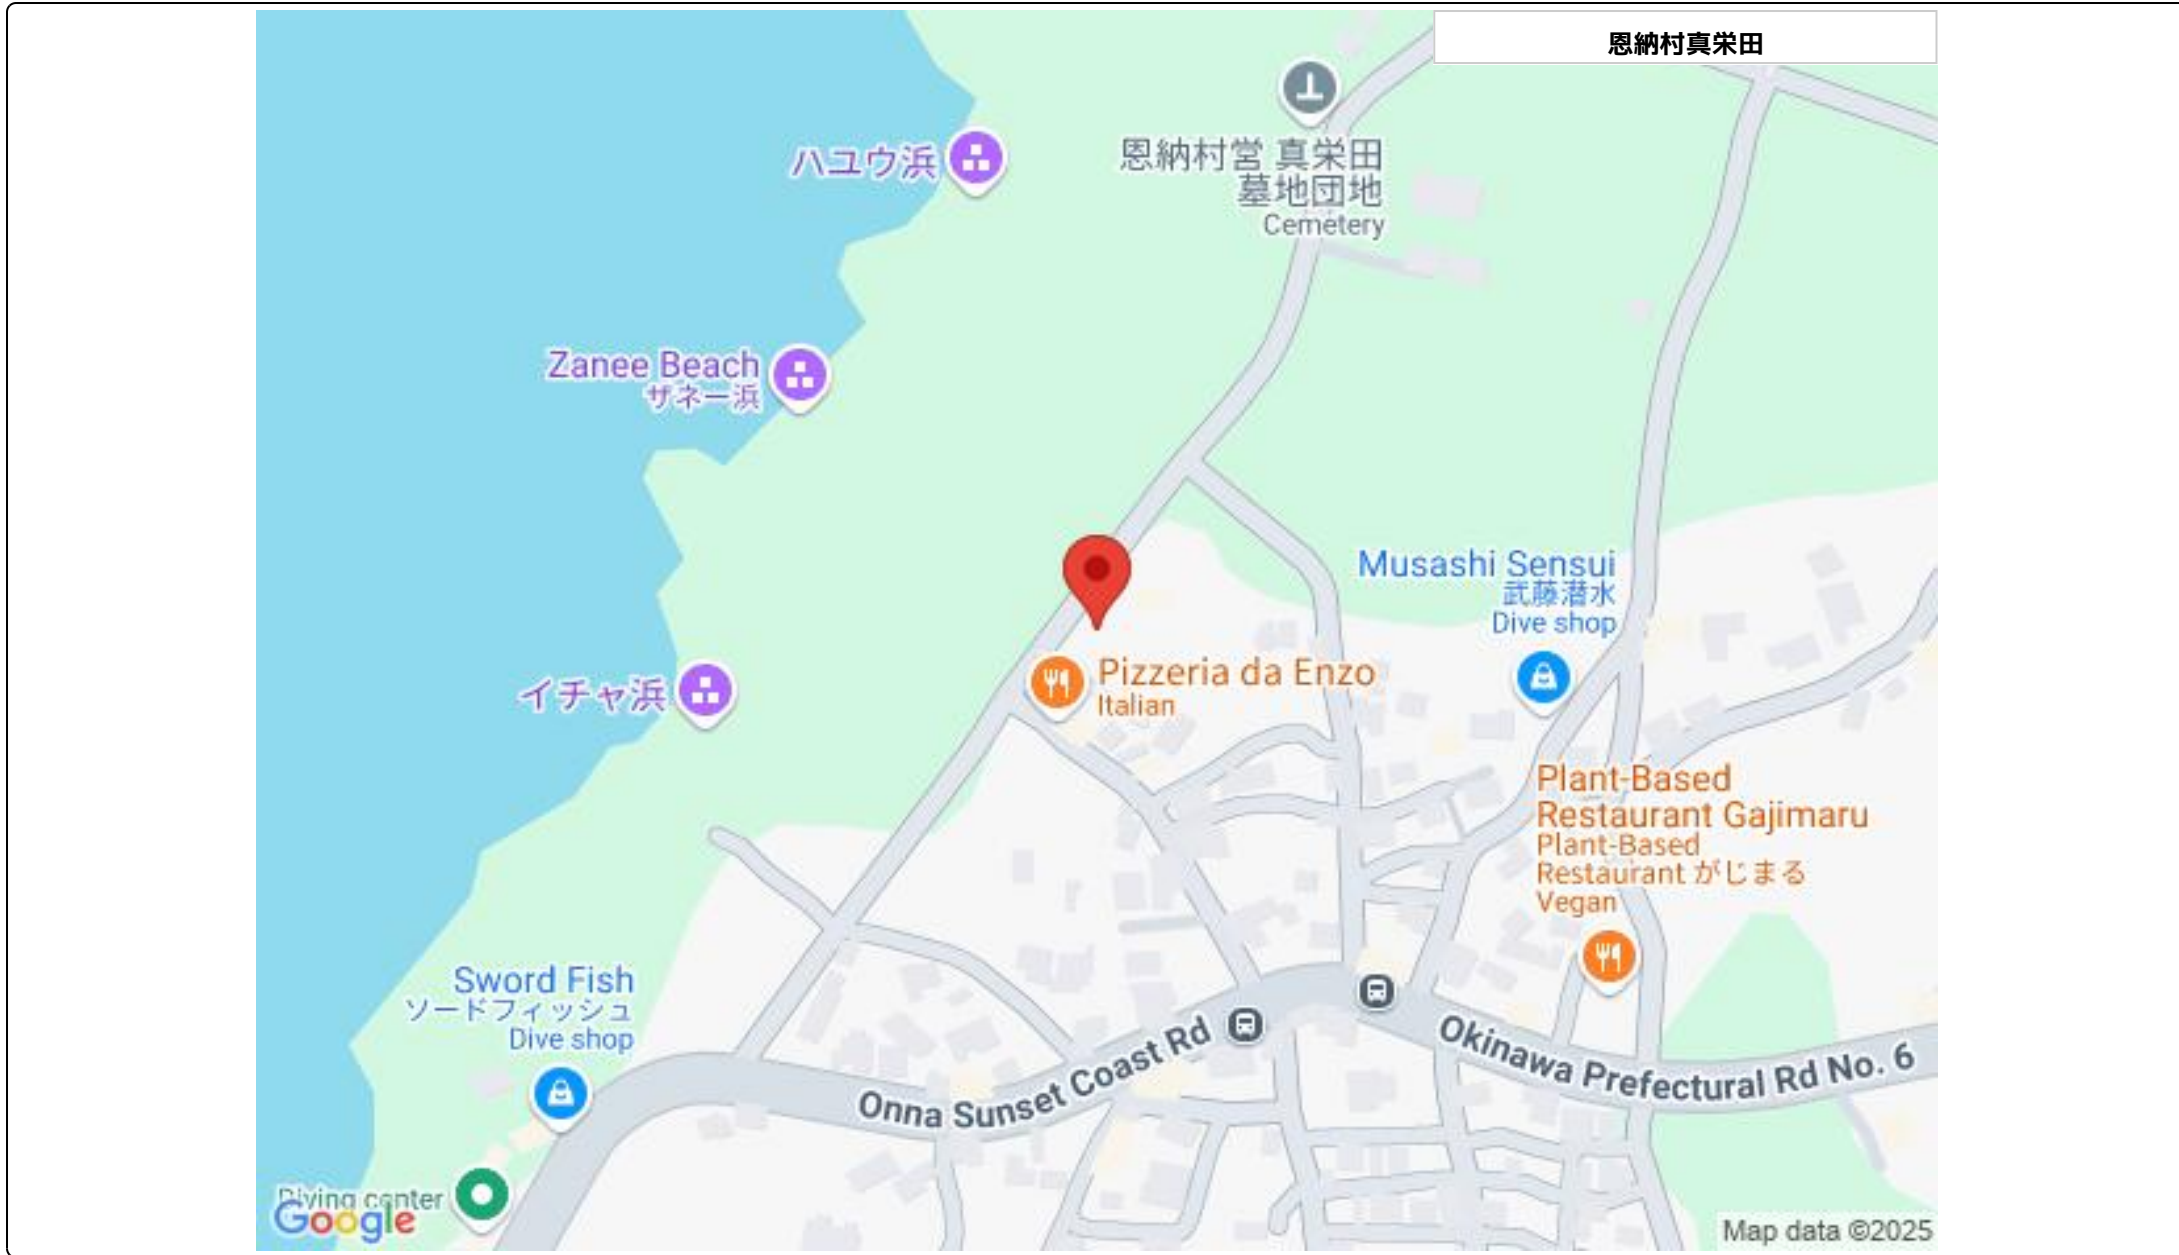 恩納村真栄田
ハユウ浜
恩納村営 真栄田
墓地団地
Cemetery
Zanee Beach
ザネー浜
Musashi Sensui
武藤潜水
Dive shop
Pizzeria da Enzo
Italian
イチャ浜
Plant-Based
Restaurant Gajimaru
Plant-Based
Restaurant がじまる
Vegan
Sword Fish
ソードフィッシュ
Dive shop
Onna Sunset Coast Rd
Okinawa Prefectural Rd No. 6
Diving center
Google
Map data ©2025